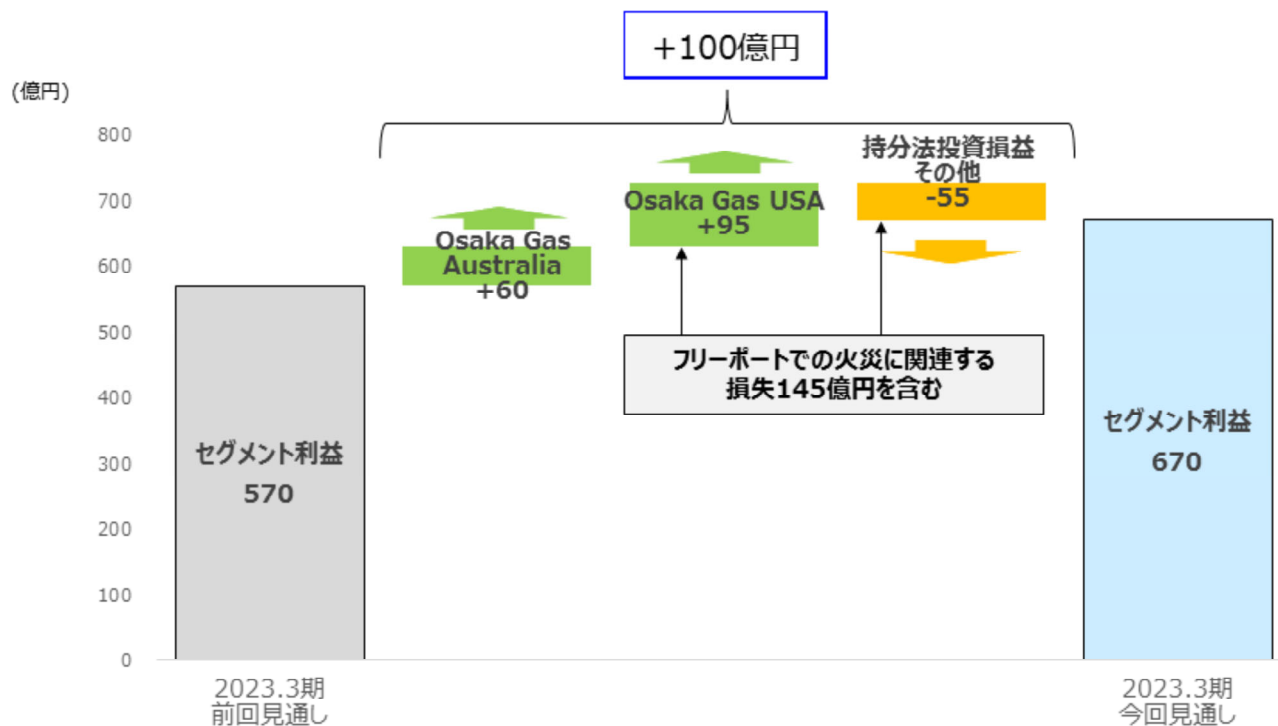 +100億円
(億円)
800
700
600
500
400
300
200
100
0
セグメント利益
570
Osaka Gas
Australia
+60
Osaka Gas USA
+95
持分法投資損益
その他
-55
フリーポートでの火災に関連する
損失145億円を含む
セグメント利益
670
2023.3期
前回見通し
2023.3期
今回見通し